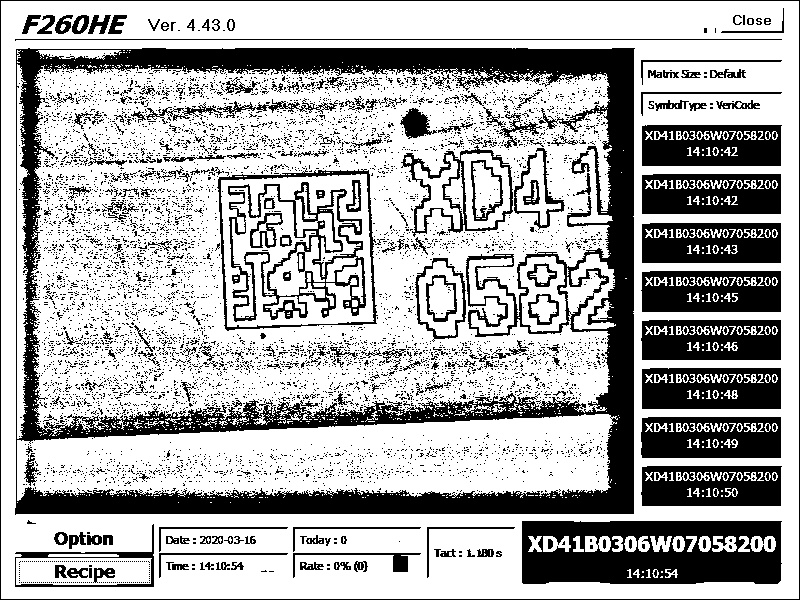 F260HE Ver. 4.43.0
Close
Matrix Size : Default
SymbolType : VeriCode
XD41B0306W07058200
14:10:42
XD41B0306W07058200
14:10:42
XD41B0306W07058200
14:10:43
XD41B0306W07058200
14:10:45
XD41B0306W07058200
14:10:46
XD41B0306W07058200
14:10:48
XD41B0306W07058200
14:10:49
XD41B0306W07058200
14:10:50
XD41
0582
Option
Recipe
Date : 2020-03-16
Time : 14:10:54
Today : 0
Rate : 0% (0)
Tact : 1.180 s
XD41B0306W07058200
14:10:54